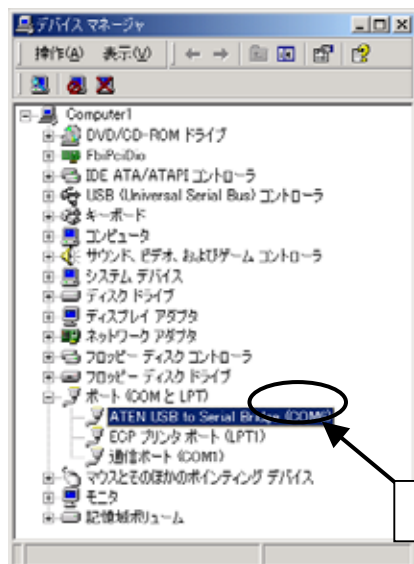 デバイス マネージャ
操作(A) 表示(V)
Computer1
DVD/CD-ROM ドライブ
FbiPciDio
IDE ATA/ATAPI コントローラ
USB (Universal Serial Bus) コントローラ
キーボード
コンピュータ
サウンド、ビデオ、およびゲーム コントローラ
システム デバイス
ディスク ドライブ
ディスプレイ アダプタ
ネットワーク アダプタ
フロッピー ディスク コントローラ
フロッピー ディスク ドライブ
ポート (COM と LPT)
ATEN USB to Serial Bridge
ECP プリンタ ポート (LPT1)
通信ポート (COM1)
マウスとそのほかのポインティング デバイス
モニタ
記憶域ボリューム